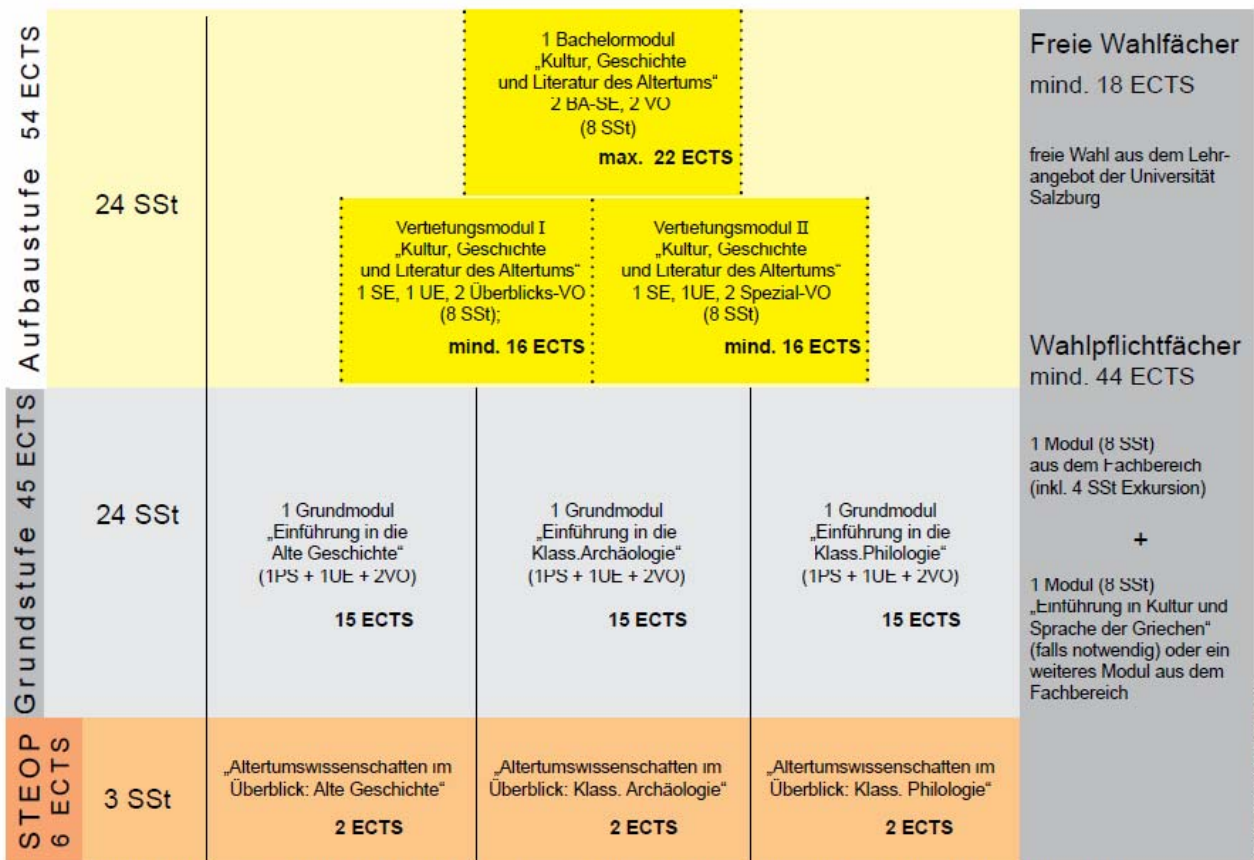 Aufbaustufe 54 ECTS
24 SSt
1 Bachelormodul
„Kultur, Geschichte
und Literatur des Altertums“
2 BA-SE, 2 VO
(8 SSt)
max. 22 ECTS
Vertiefungsmodul I
„Kultur, Geschichte
und Literatur des Altertums“
1 SE, 1 UE, 2 Überblicks-VO
(8 SSt);
mind. 16 ECTS
Vertiefungsmodul II
„Kultur, Geschichte
und Literatur des Altertums“
1 SE, 1UE, 2 Spezial-VO
(8 SSt)
mind. 16 ECTS
Grundstufe 45 ECTS
24 SSt
1 Grundmodul
„Einführung in die
Alte Geschichte“
(1PS + 1UE + 2VO)
15 ECTS
1 Grundmodul
„Einführung in die
Klass.Archäologie“
(1PS + 1UE + 2VO)
15 ECTS
1 Grundmodul
„Einführung in die
Klass.Philologie“
(1PS + 1UE + 2VO)
15 ECTS
STEOP
6 ECTS
3 SSt
„Altertumswissenschaften im
Überblick: Alte Geschichte“
2 ECTS
„Altertumswissenschaften im
Überblick: Klass. Archäologie“
2 ECTS
„Altertumswissenschaften im
Überblick: Klass. Philologie“
2 ECTS
Freie Wahlfächer
mind. 18 ECTS
freie Wahl aus dem Lehr-
angebot der Universität
Salzburg
Wahlpflichtfächer
mind. 44 ECTS
1 Modul (8 SSt)
aus dem Fachbereich
(inkl. 4 SSt Exkursion)
+
1 Modul (8 SSt)
„Einführung in Kultur und
Sprache der Griechen“
(falls notwendig) oder ein
weiteres Modul aus dem
Fachbereich